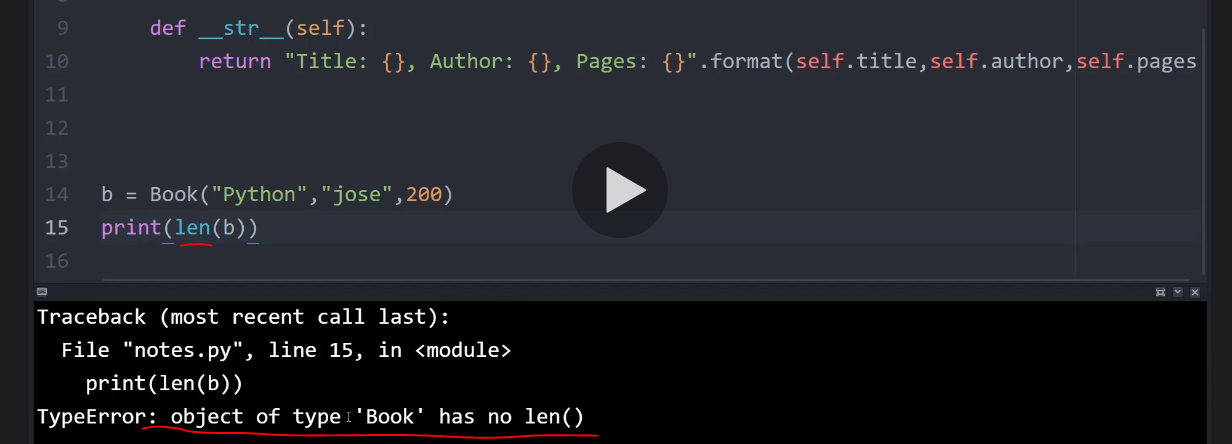 9 def __str__(self):
10 return "Title: {}, Author: {}, Pages: {}".format(self.title,self.author,self.pages
11
12
13
14 b = Book("Python","jose",200)
15 print(len(b))
16
Traceback (most recent call last):
File "notes.py", line 15, in <module>
print(len(b))
TypeError: object of type 'Book' has no len()